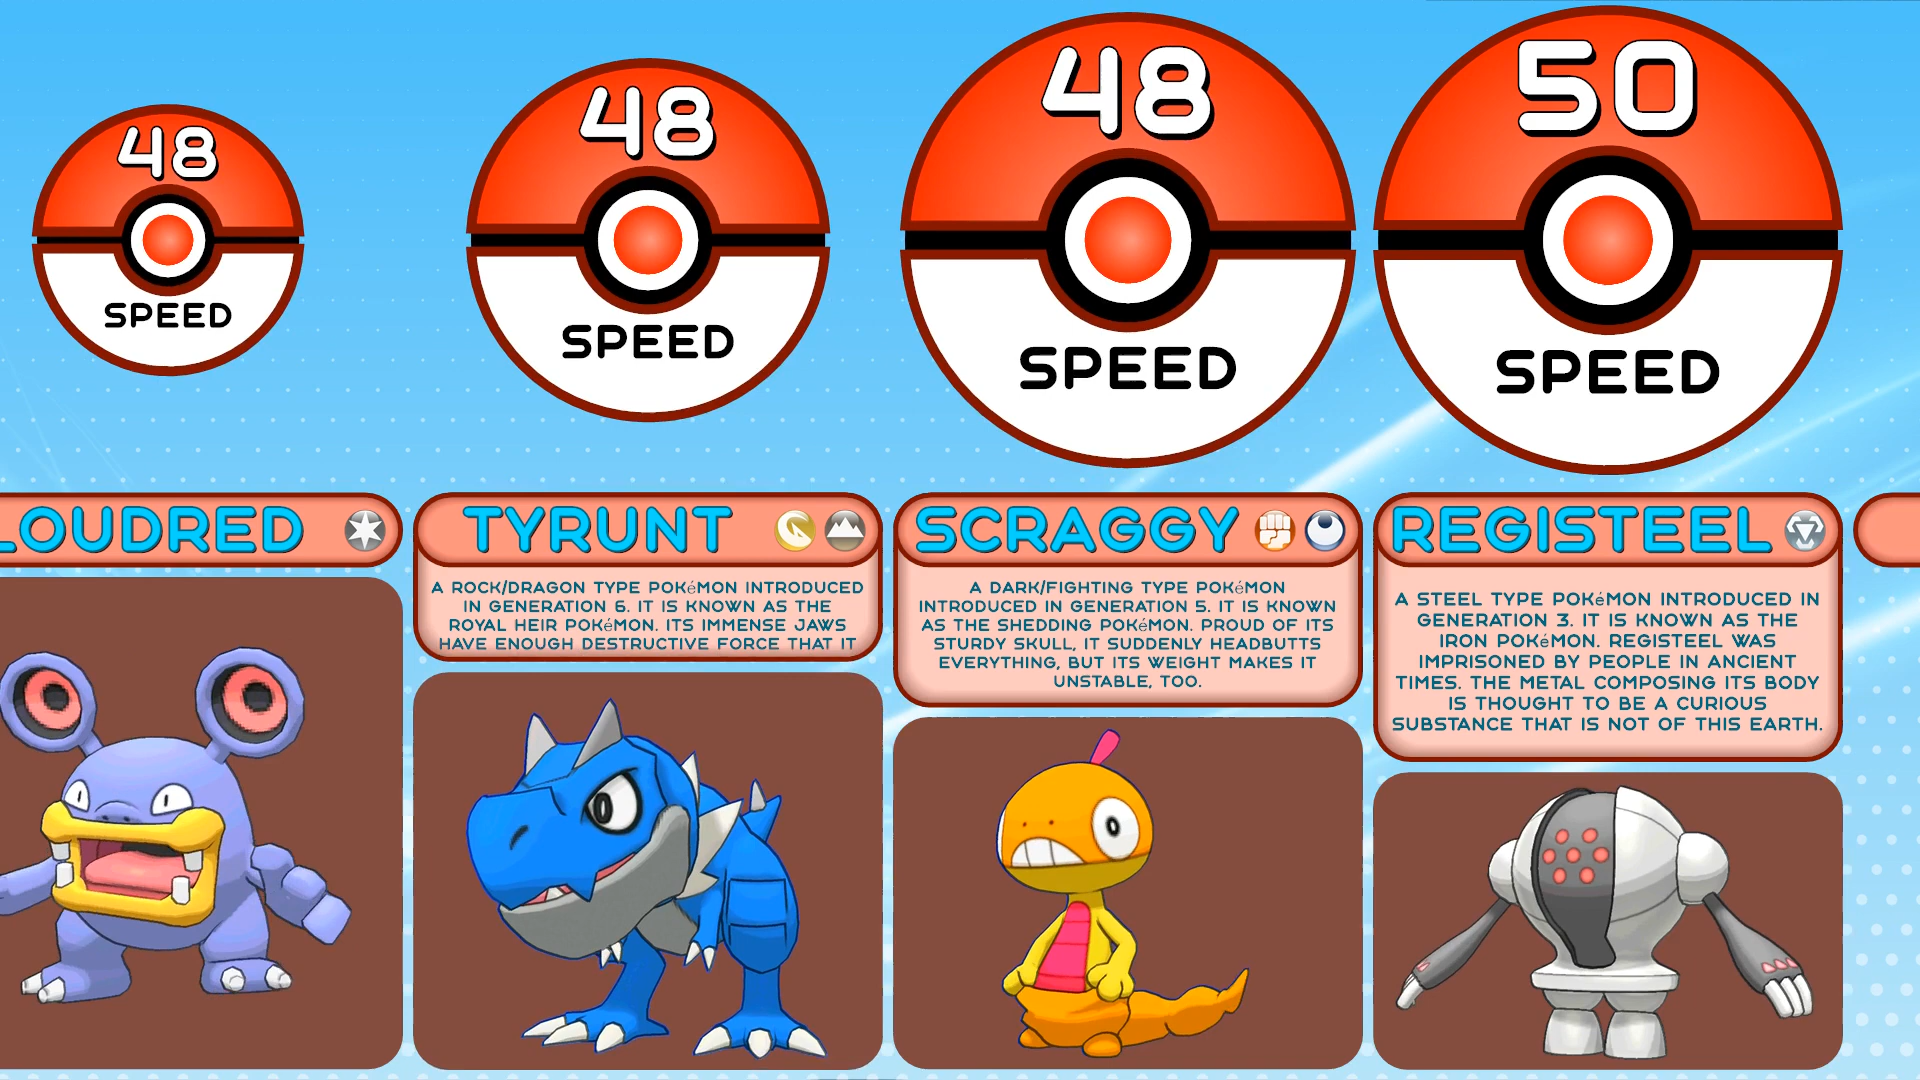 48
SPEED
48
SPEED
48
SPEED
50
SPEED
LOUDRED
TYRUNT
A ROCK/DRAGON TYPE POKéMON INTRODUCED
IN GENERATION 6. IT IS KNOWN AS THE
ROYAL HEIR POKéMON. ITS IMMENSE JAWS
HAVE ENOUGH DESTRUCTIVE FORCE THAT IT
SCRAGGY
A DARK/FIGHTING TYPE POKéMON
INTRODUCED IN GENERATION 5. IT IS KNOWN
AS THE SHEDDING POKéMON. PROUD OF ITS
STURDY SKULL, IT SUDDENLY HEADBUTTS
EVERYTHING, BUT ITS WEIGHT MAKES IT
UNSTABLE, TOO.
REGISTEEL
A STEEL TYPE POKéMON INTRODUCED IN
GENERATION 3. IT IS KNOWN AS THE
IRON POKéMON. REGISTEEL WAS
IMPRISONED BY PEOPLE IN ANCIENT
TIMES. THE METAL COMPOSING ITS BODY
IS THOUGHT TO BE A CURIOUS
SUBSTANCE THAT IS NOT OF THIS EARTH.